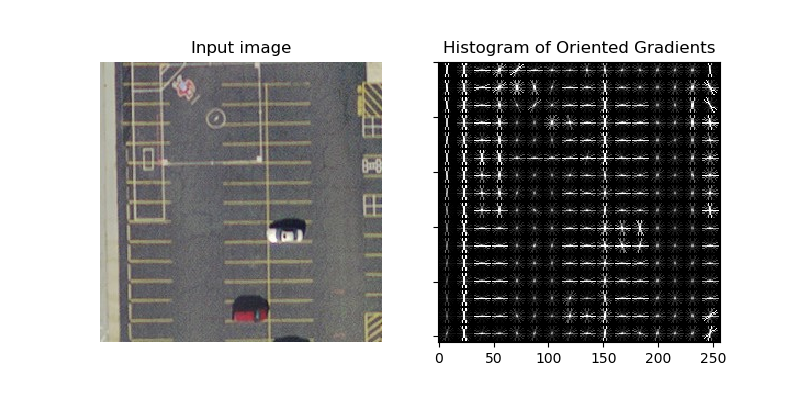 Input image
Histogram of Oriented Gradients
0 50 100 150 200 250